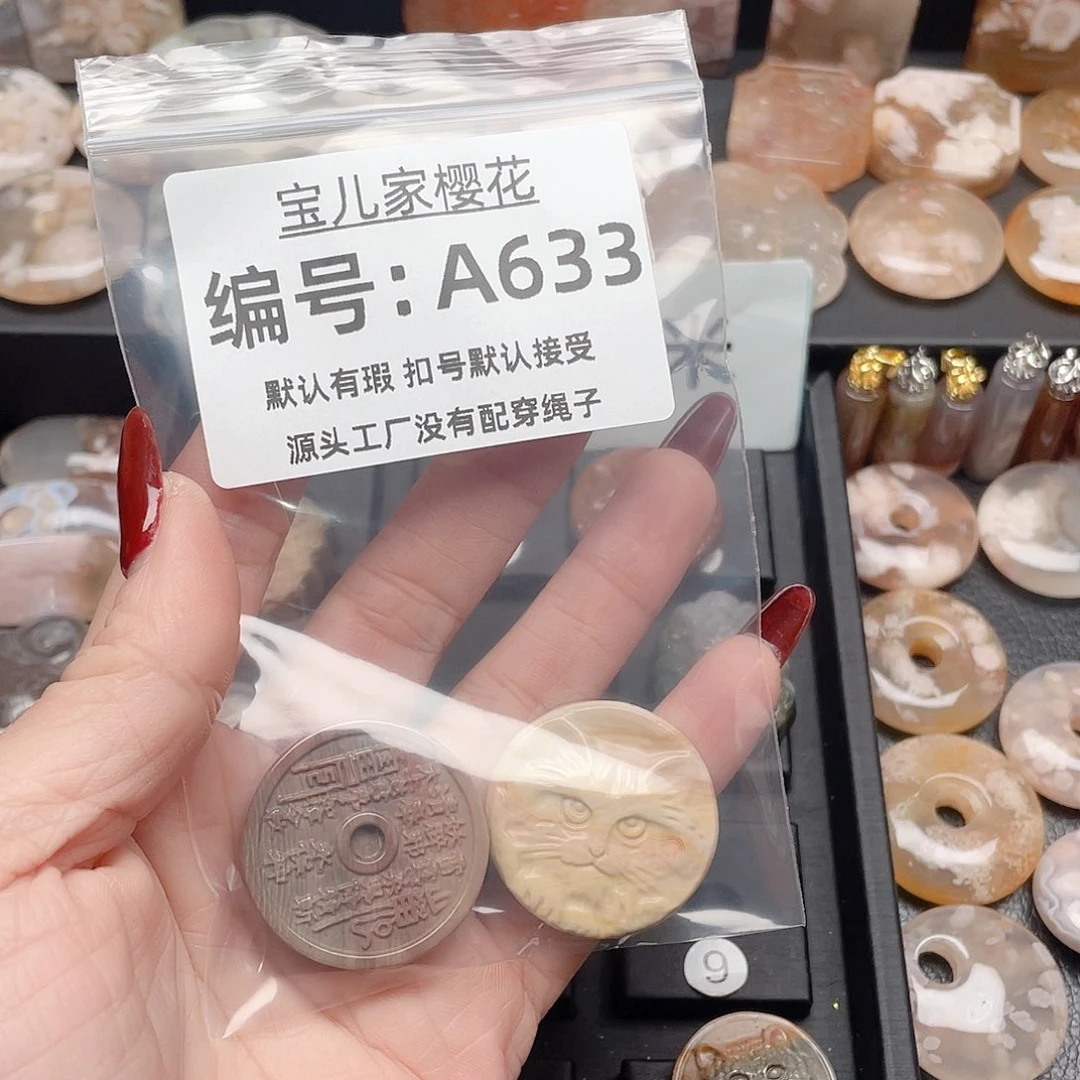 宝儿家樱花
编号：A633
默认有瑕 扣号默认接受
源头工厂没有配穿绳子
9